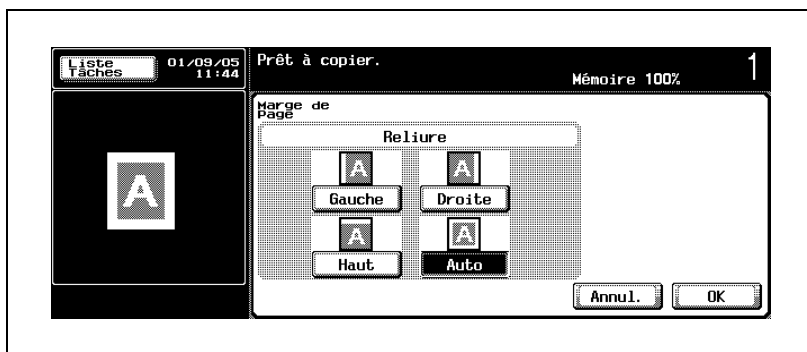 Liste
Tâches
01/09/05
11:44
Prêt à copier.
Mémoire 100%
1
Marge de
Page
Reliure
A
A
A
Gauche
Droite
A
A
Haut
Auto
Annul.
OK